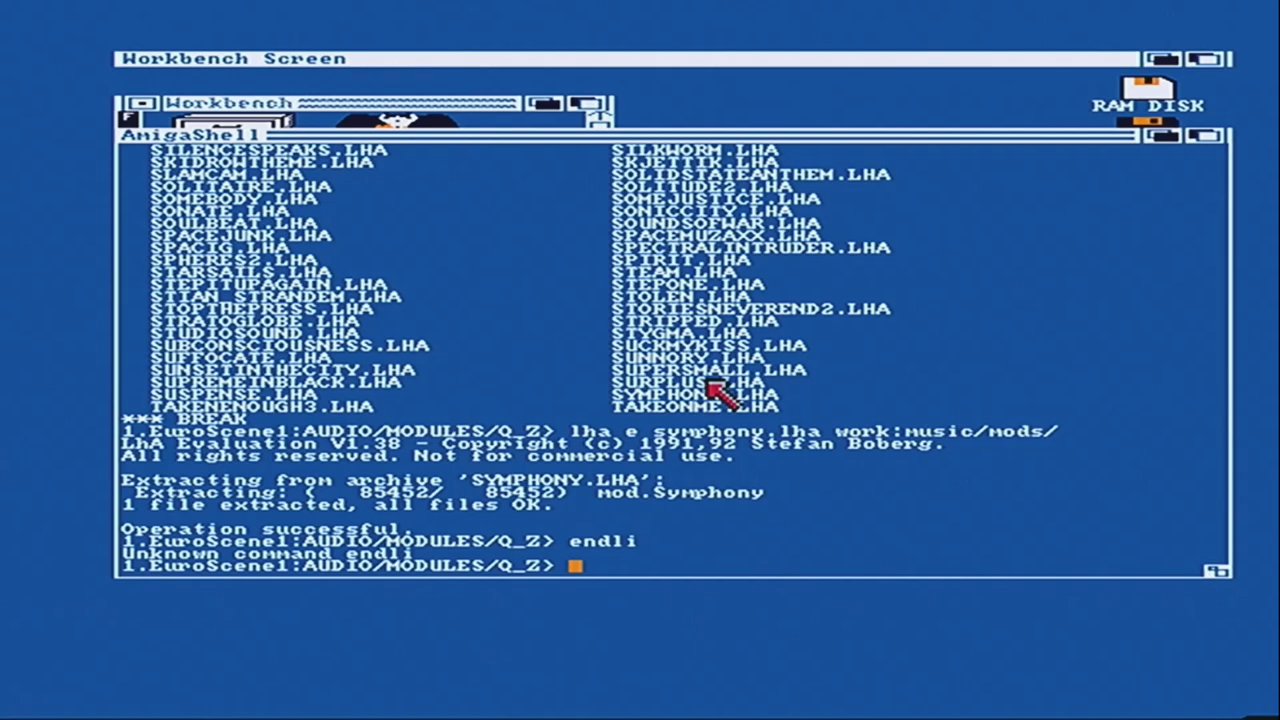 Workbench Screen
Workbench
RAM DISK
AmigaShell
SILENCESPEAKS.LHA SILKWORM.LHA
SKIDROWTHEME.LHA SKJETTIK.LHA
SLAMCAM.LHA SOLIDSTATEANTHEM.LHA
SOLITAIRE.LHA SOLITUDE2.LHA
SOMEBODY.LHA SOMEJUSTICE.LHA
SONATE.LHA SONICCITY.LHA
SOULBEAT.LHA SOUNDSOFWAR.LHA
SPACEJUNK.LHA SPACEMUZAXX.LHA
SPACIG.LHA SPECTRALINTRUDER.LHA
SPHERES2.LHA SPIRIT.LHA
STARSAILS.LHA STEAM.LHA
STEPITUPAGAIN.LHA STEPONE.LHA
STIAN_STRANDEM.LHA STOLEN.LHA
STOPTHEPRESS.LHA STORIESNEVEREND2.LHA
STRATOGLOBE.LHA STRIPPED.LHA
STUDIOSOUND.LHA STYGMA.LHA
SUBCONSCIOUSNESS.LHA SUCKMYKISS.LHA
SUFFOCATE.LHA SUNNORY.LHA
SUNSETINTHECITY.LHA SUPERSMALL.LHA
SUPREMEINBLACK.LHA SURPLUS.LHA
SUSPENSE.LHA SYMPHONY.LHA
TAKENENOUGH3.LHA TAKEONME.LHA
*** BREAK
1.EuroScene1:AUDIO/MODULES/Q_Z> lha e symphony.lha work:music/mods/
LhA Evaluation V1.38 - Copyright (c) 1991,92 Stefan Boberg.
All rights reserved. Not for commercial use.
Extracting from archive 'SYMPHONY.LHA':
Extracting: ( 85452/ 85452) mod.Symphony
1 file extracted, all files OK.
Operation successful.
1.EuroScene1:AUDIO/MODULES/Q_Z> endli
Unknown command endli
1.EuroScene1:AUDIO/MODULES/Q_Z>